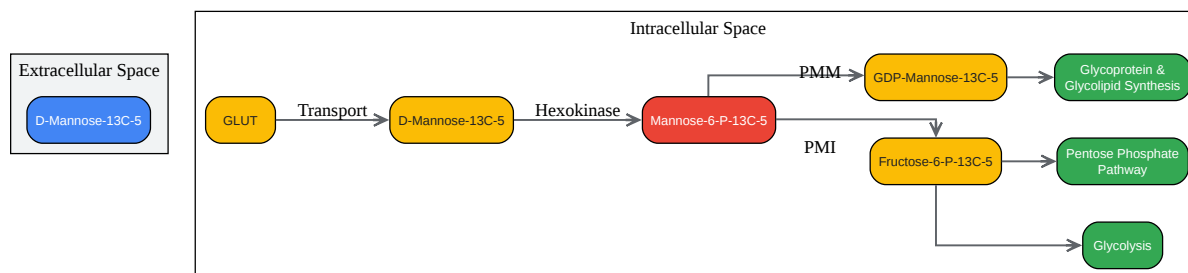 Intracellular Space
Extracellular Space
D-Mannose-13C-5
GLUT
Transport
D-Mannose-13C-5
Hexokinase
Mannose-6-P-13C-5
PMM
GDP-Mannose-13C-5
Glycoprotein &
Glycolipid Synthesis
PMI
Fructose-6-P-13C-5
Pentose Phosphate
Pathway
Glycolysis